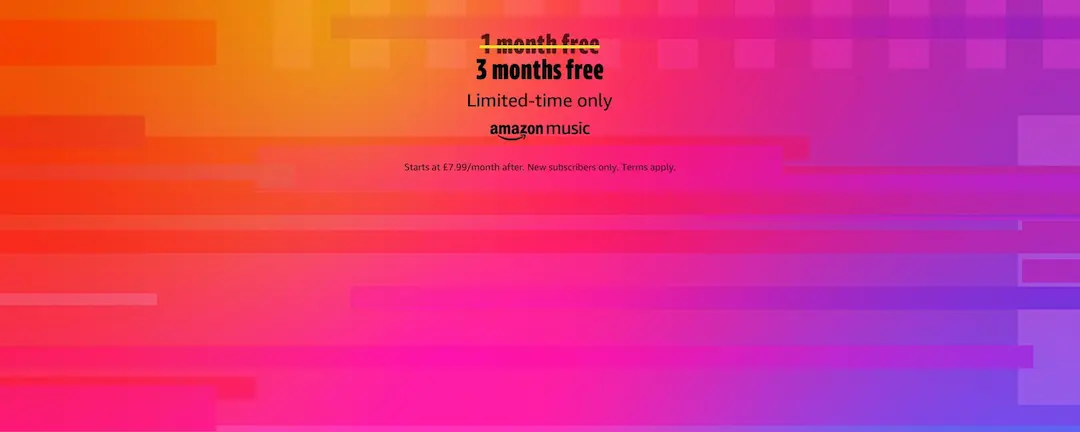 1 month free
3 months free
Limited-time only
amazon music
Starts at £7.99/month after. New subscribers only. Terms apply.